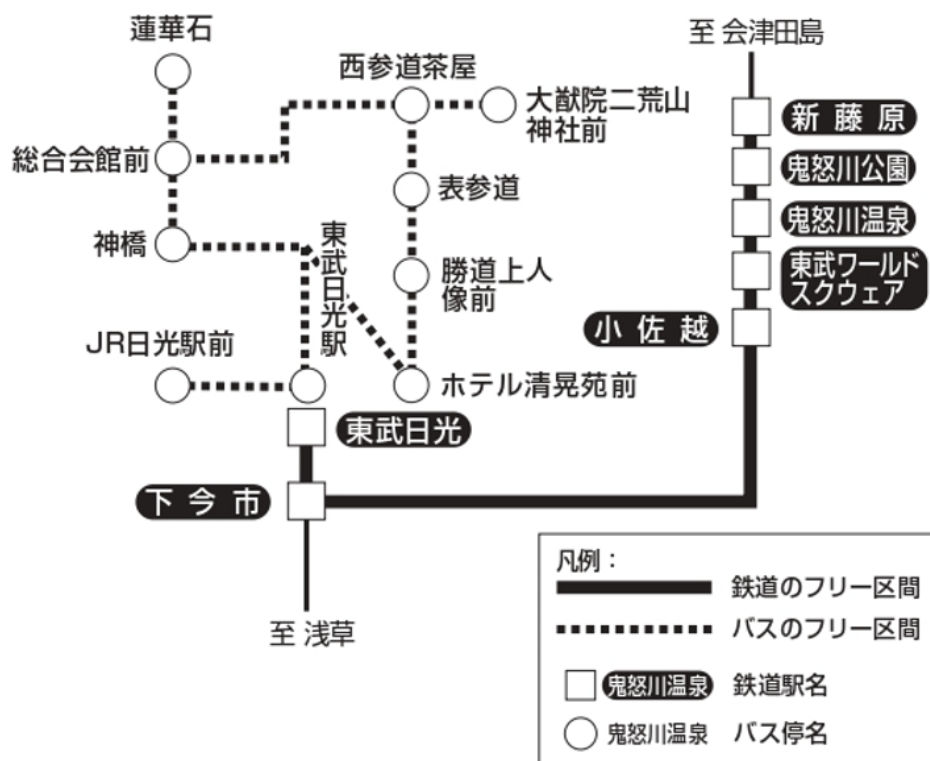 蓮華石
西参道茶屋
至 会津田島
大猷院二荒山
神社前
新藤原
総合会館前
鬼怒川公園
表参道
鬼怒川温泉
神橋
東武日光駅
勝道上人
像前
東武ワールド
スクウェア
小佐越
JR日光駅前
ホテル清晃苑前
東武日光
下今市
至 浅草
凡例：
鉄道のフリー区間
バスのフリー区間
鬼怒川温泉 鉄道駅名
鬼怒川温泉 バス停名